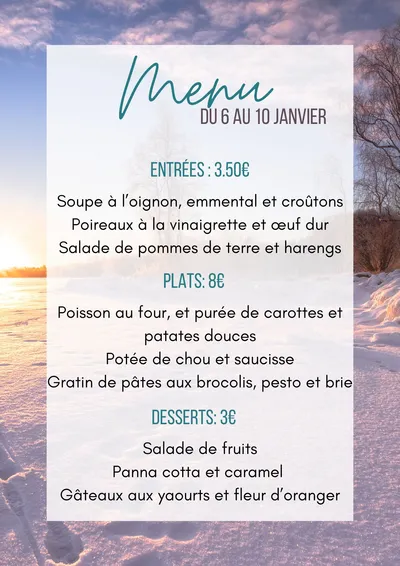 Menu
DU 6 AU 10 JANVIER
ENTRÉES : 3.50€
Soupe à l'oignon, emmental et croûtons
Poireaux à la vinaigrette et œuf dur
Salade de pommes de terre et harengs
PLATS: 8€
Poisson au four, et purée de carottes et
patates douces
Potée de chou et saucisse
Gratin de pâtes aux brocolis, pesto et brie
DESSERTS: 3€
Salade de fruits
Panna cotta et caramel
Gâteaux aux yaourts et fleur d'oranger